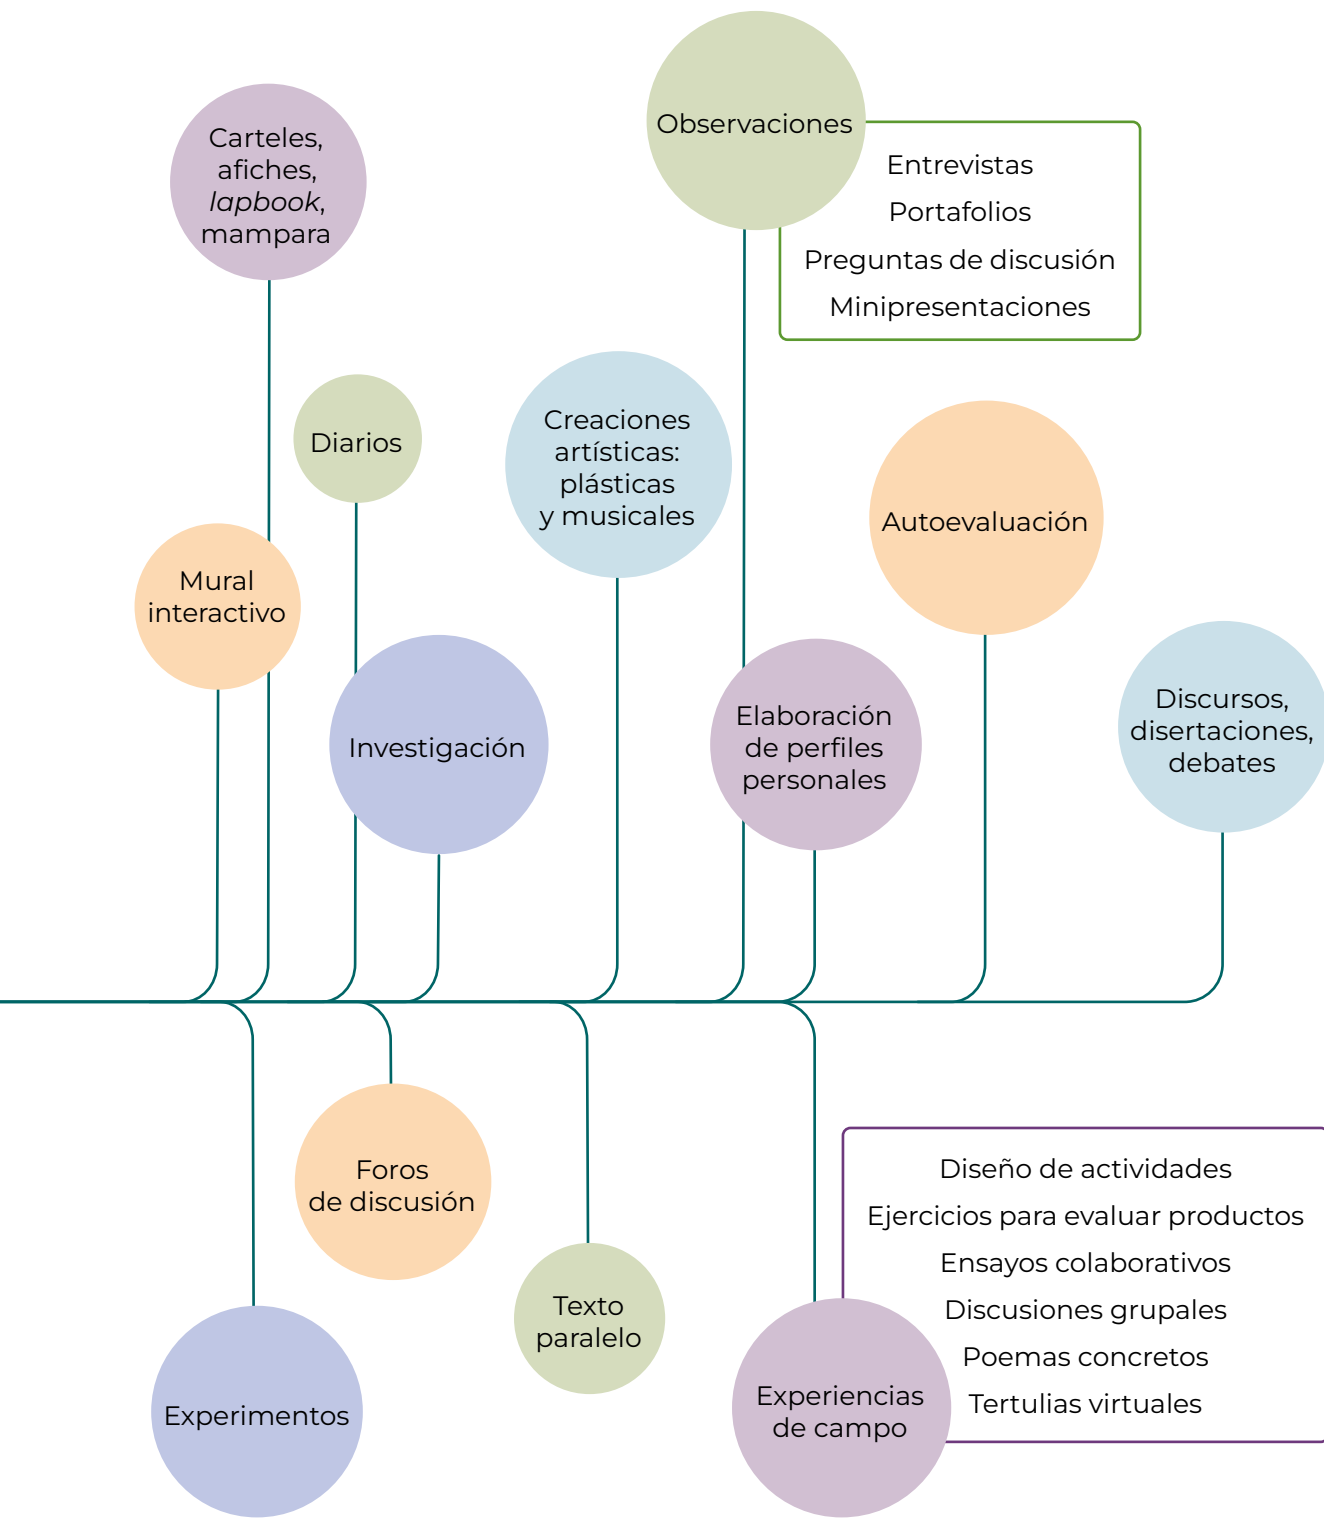 Observaciones
Entrevistas
Portafolios
Preguntas de discusión
Minipresentaciones
Carteles,
afiches,
lapbook,
mampara
Diarios
Creaciones
artísticas:
plásticas
y musicales
Autoevaluación
Mural
interactivo
Investigación
Elaboración
de perfiles
personales
Discursos,
disertaciones,
debates
Foros
de discusión
Texto
paralelo
Experimentos
Experiencias
de campo
Diseño de actividades
Ejercicios para evaluar productos
Ensayos colaborativos
Discusiones grupales
Poemas concretos
Tertulias virtuales